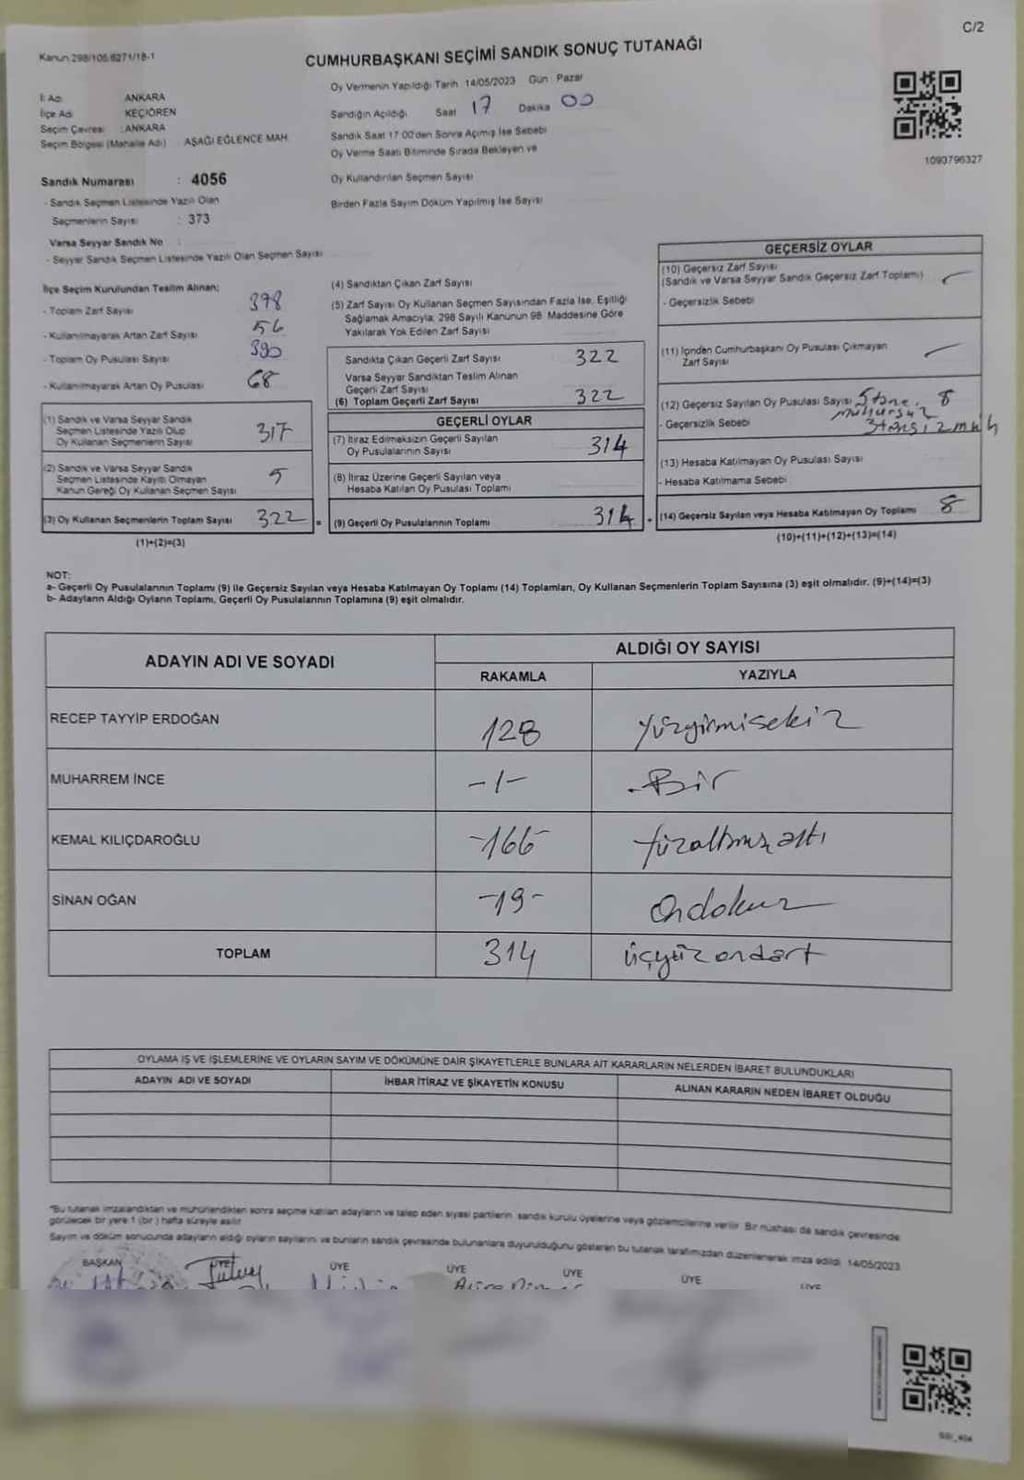 C/2
Kanun 298/106,6271/18-1
CUMHURBAŞKANI SEÇİMİ SANDIK SONUÇ TUTANAĞI
Oy Vermenin Yapıldığı Tarih 14/05/2023 Gün Pazar
İl Adı ANKARA
İlçe Adı KEÇİÖREN
Seçim Çevresi : ANKARA
Seçim Bölgesi (Mahalle Adı) : AŞAĞI EĞLENCE MAH.
Sandığın Açıldığı Saat 17 Dakika 00
Sandık Saat 17.00'den Sonra Açılmış İse Sebebi
Oy Verme Saati Bitiminde Sırada Bekleyen ve
Oy Kullandırılan Seçmen Sayısı
Birden Fazla Sayım Döküm Yapılmış İse Sayısı
1090796327
Sandık Numarası : 4056
- Sandık Seçmen Listesinde Yazılı Olan
Seçmenlerin Sayısı : 373
Varsa Seyyar Sandık No
- Seyyar Sandık Seçmen Listesinde Yazılı Olan Seçmen Sayısı
İlçe Seçim Kurulundan Teslim Alınan;
- Toplam Zarf Sayısı 378
- Kullanılmayarak Artan Zarf Sayısı 56
- Toplam Oy Pusulası Sayısı 390
- Kullanılmayarak Artan Oy Pusulası 68
(1) Sandık ve Varsa Seyyar Sandık
Seçmen Listesinde Yazılı Olup
Oy Kullanan Seçmenlerin Sayısı 317
(2) Sandık ve Varsa Seyyar Sandık
Seçmen Listesinde Kayıtlı Olmayan
Kanun Gereği Oy Kullanan Seçmen Sayısı 5
(3) Oy Kullanan Seçmenlerin Toplam Sayısı 322 =
(1)+(2)=(3)
(4) Sandıktan Çıkan Zarf Sayısı
(5) Zarf Sayısı Oy Kullanan Seçmen Sayısından Fazla İse, Eşitliği
Sağlamak Amacıyla; 298 Sayılı Kanunun 98. Maddesine Göre
Yakılarak Yok Edilen Zarf Sayısı
Sandıkta Çıkan Geçerli Zarf Sayısı 322
Varsa Seyyar Sandıktan Teslim Alınan
Geçerli Zarf Sayısı
(6) Toplam Geçerli Zarf Sayısı 322
GEÇERLİ OYLAR
(7) İtiraz Edilmeksizin Geçerli Sayılan
Oy Pusulalarının Sayısı 314
(8) İtiraz Üzerine Geçerli Sayılan veya
Hesaba Katılan Oy Pusulası Toplamı
(9) Geçerli Oy Pusulalarının Toplamı 314
GEÇERSİZ OYLAR
(10) Geçersiz Zarf Sayısı
(Sandık ve Varsa Seyyar Sandık Geçersiz Zarf Toplamı)
- Geçersizlik Sebebi
(11) İçinden Cumhurbaşkanı Oy Pusulası Çıkmayan
Zarf Sayısı
(12) Geçersiz Sayılan Oy Pusulası Sayısı 8
- Geçersizlik Sebebi
(13) Hesaba Katılmayan Oy Pusulası Sayısı
- Hesaba Katılmama Sebebi
(14) Geçersiz Sayılan veya Hesaba Katılmayan Oy Toplamı 8
(10)+(11)+(12)+(13)=(14)
NOT:
a- Geçerli Oy Pusulalarının Toplamı (9) ile Geçersiz Sayılan veya Hesaba Katılmayan Oy Toplamı (14) Toplamları, Oy Kullanan Seçmenlerin Toplam Sayısına (3) eşit olmalıdır. (9)+(14)=(3)
b- Adayların Aldığı Oyların Toplamı, Geçerli Oy Pusulalarının Toplamına (9) eşit olmalıdır.
ADAYIN ADI VE SOYADI
ALDIĞI OY SAYISI
RAKAMLA YAZIYLA
RECEP TAYYİP ERDOĞAN 128 Yüzyirmisekiz
MUHARREM İNCE -1- -Bir
KEMAL KILIÇDAROĞLU -166- Yüzaltmışaltı
SİNAN OĞAN -19- Ondokuz
TOPLAM 314 üçyüzondört
OYLAMA İŞ VE İŞLEMLERİNE VE OYLARIN SAYIM VE DÖKÜMÜNE DAİR ŞİKAYETLERLE BUNLARA AİT KARARLARIN NELERDEN İBARET BULUNDUKLARI
ADAYIN ADI VE SOYADI İHBAR İTİRAZ VE ŞİKAYETİN KONUSU ALINAN KARARIN NEDEN İBARET OLDUĞU
*Bu tutanak imzalandıktan ve mühürlendikten sonra seçime katılan adayların ve talep eden siyasi partilerin sandık kurulu üyelerine veya gözlemcilerine verilir. Bir nüshası da sandık çevresinde
görülecek bir yere 1 (bir) hafta süreyle asılır.
Sayım ve döküm sonucunda adayların aldığı oyların sayılarını ve bunların sandık çevresinde bulunanlara duyurulduğunu gösteren bu tutanak tarafımızdan düzenlenerek imza edildi. 14/05/2023
BAŞKAN ÜYE ÜYE ÜYE ÜYE ÜYE